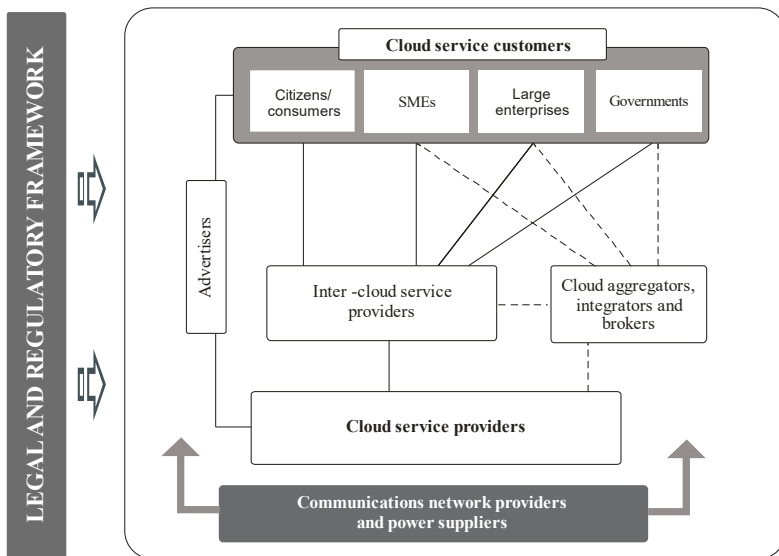 LEGAL AND REGULATORY FRAMEWORK
Cloud service customers
Citizens/
consumers
SMEs
Large
enterprises
Governments
Advertisers
Inter -cloud service
providers
Cloud aggregators,
integrators and
brokers
Cloud service providers
Communications network providers
and power suppliers